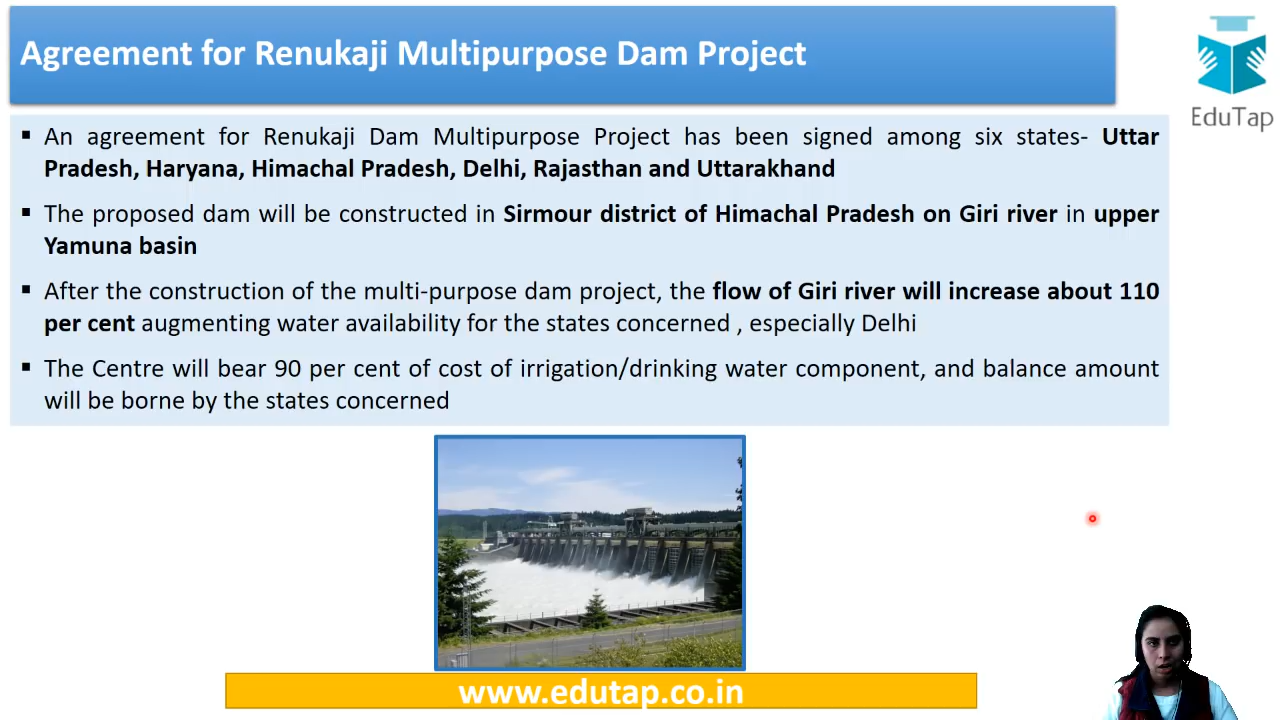 Agreement for Renukaji Multipurpose Dam Project
EduTap
▪ An agreement for Renukaji Dam Multipurpose Project has been signed among six states- Uttar
Pradesh, Haryana, Himachal Pradesh, Delhi, Rajasthan and Uttarakhand
▪ The proposed dam will be constructed in Sirmour district of Himachal Pradesh on Giri river in upper
Yamuna basin
▪ After the construction of the multi-purpose dam project, the flow of Giri river will increase about 110
per cent augmenting water availability for the states concerned , especially Delhi
▪ The Centre will bear 90 per cent of cost of irrigation/drinking water component, and balance amount
will be borne by the states concerned
www.edutap.co.in